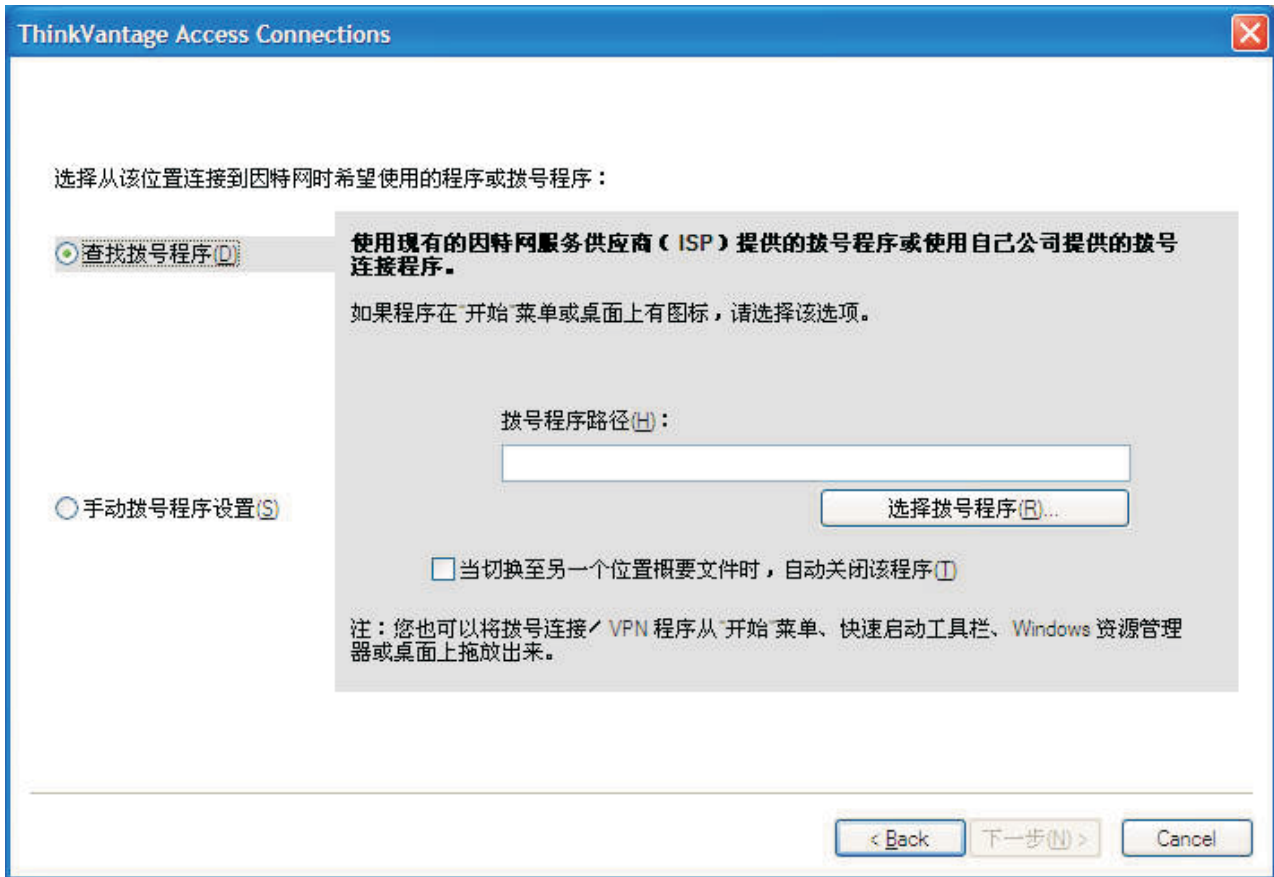 ThinkVantage Access Connections
选择从该位置连接到因特网时希望使用的程序或拨号程序：
查找拨号程序(D)
使用现有的因特网服务供应商（ISP）提供的拨号程序或使用自己公司提供的拨号
连接程序。
如果程序在“开始”菜单或桌面上有图标，请选择该选项。
拨号程序路径(H)：
手动拨号程序设置(S)
选择拨号程序(R)...
当切换至另一个位置概要文件时，自动关闭该程序(T)
注：您也可以将拨号连接／VPN 程序从“开始”菜单、快速启动工具栏、Windows 资源管理
器或桌面上拖放出来。
< Back
下一步(N) >
Cancel